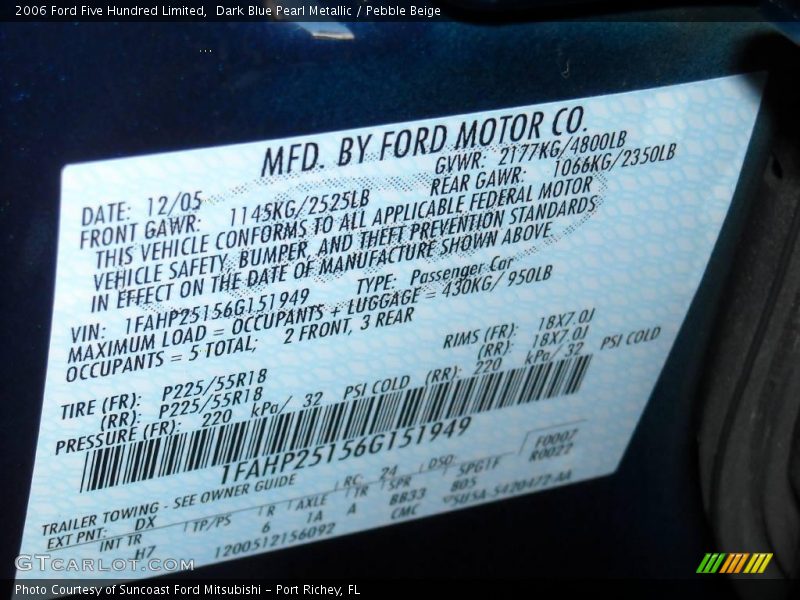 2006 Ford Five Hundred Limited,  Dark Blue Pearl Metallic / Pebble Beige
MFD. BY FORD MOTOR CO.
DATE: 12/05 GVWR: 2177KG/4800LB
FRONT GAWR: 1145KG/2525LB REAR GAWR: 1066KG/2350LB
THIS VEHICLE CONFORMS TO ALL APPLICABLE FEDERAL MOTOR
VEHICLE SAFETY, BUMPER, AND THEFT PREVENTION STANDARDS
IN EFFECT ON THE DATE OF MANUFACTURE SHOWN ABOVE
VIN: 1FAHP25156G151949 TYPE: Passenger Car
MAXIMUM LOAD = OCCUPANTS + LUGGAGE = 430KG/ 950LB
OCCUPANTS = 5 TOTAL; 2 FRONT, 3 REAR
TIRE (FR): P225/55R18 RIMS (FR): 18X7.0J
(RR): P225/55R18 (RR): 18X7.0J
PRESSURE (FR): 220 kPa/ 32 PSI COLD (RR): 220 kPa/ 32 PSI COLD
1FAHP25156G151949
TRAILER TOWING - SEE OWNER GUIDE
F0007
R0022
EXT PNT: DX RC: 24 DSO:
INT TR TP/PS R AXLE TR SPR SPGTF
H7 6 1A A BB33 805
1200512156092 CMC
GTCarLot.com
Photo Courtesy of Suncoast Ford Mitsubishi - Port Richey, FL